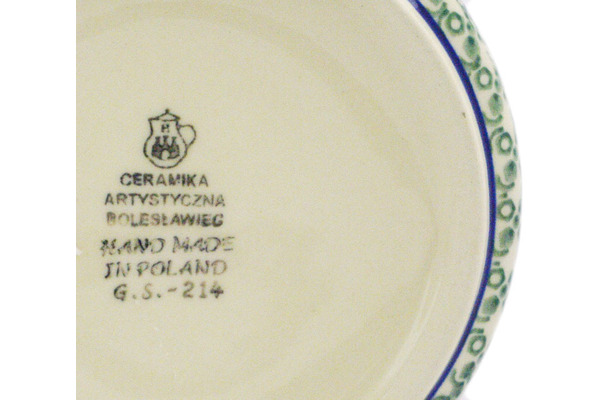 CERAMIKA
ARTYSTYCZNA
BOLESŁAWIEC
HAND MADE
IN POLAND
G.S.-214